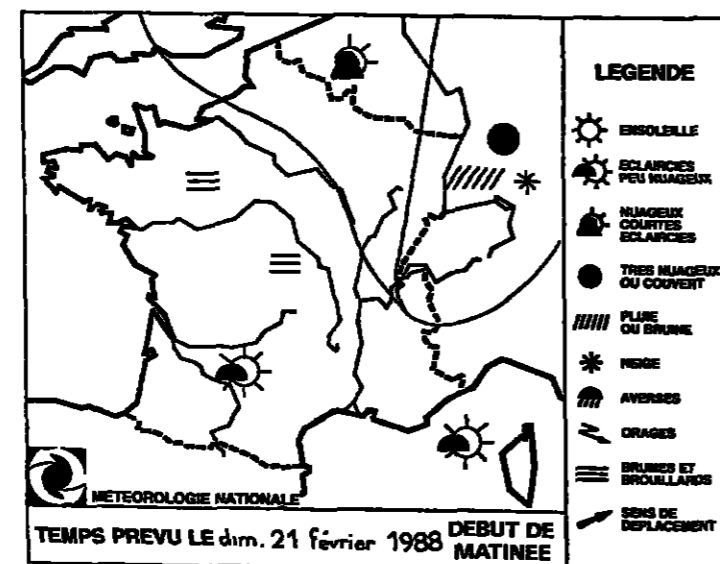 LEGENDE
ENSOLEILLE
ECLAIRCIES
PEU NUAGEUX
NUAGEUX
COURTES
ECLAIRCIES
TRES NUAGEUX
OU COUVERT
PLUIE
OU BRUINE
NEIGE
AVERSES
ORAGES
BRUMES ET
BROUILLARDS
SENS DE
DEPLACEMENT
METEOROLOGIE NATIONALE
TEMPS PREVU LE dim. 21 février 1988 DEBUT DE
MATINEE